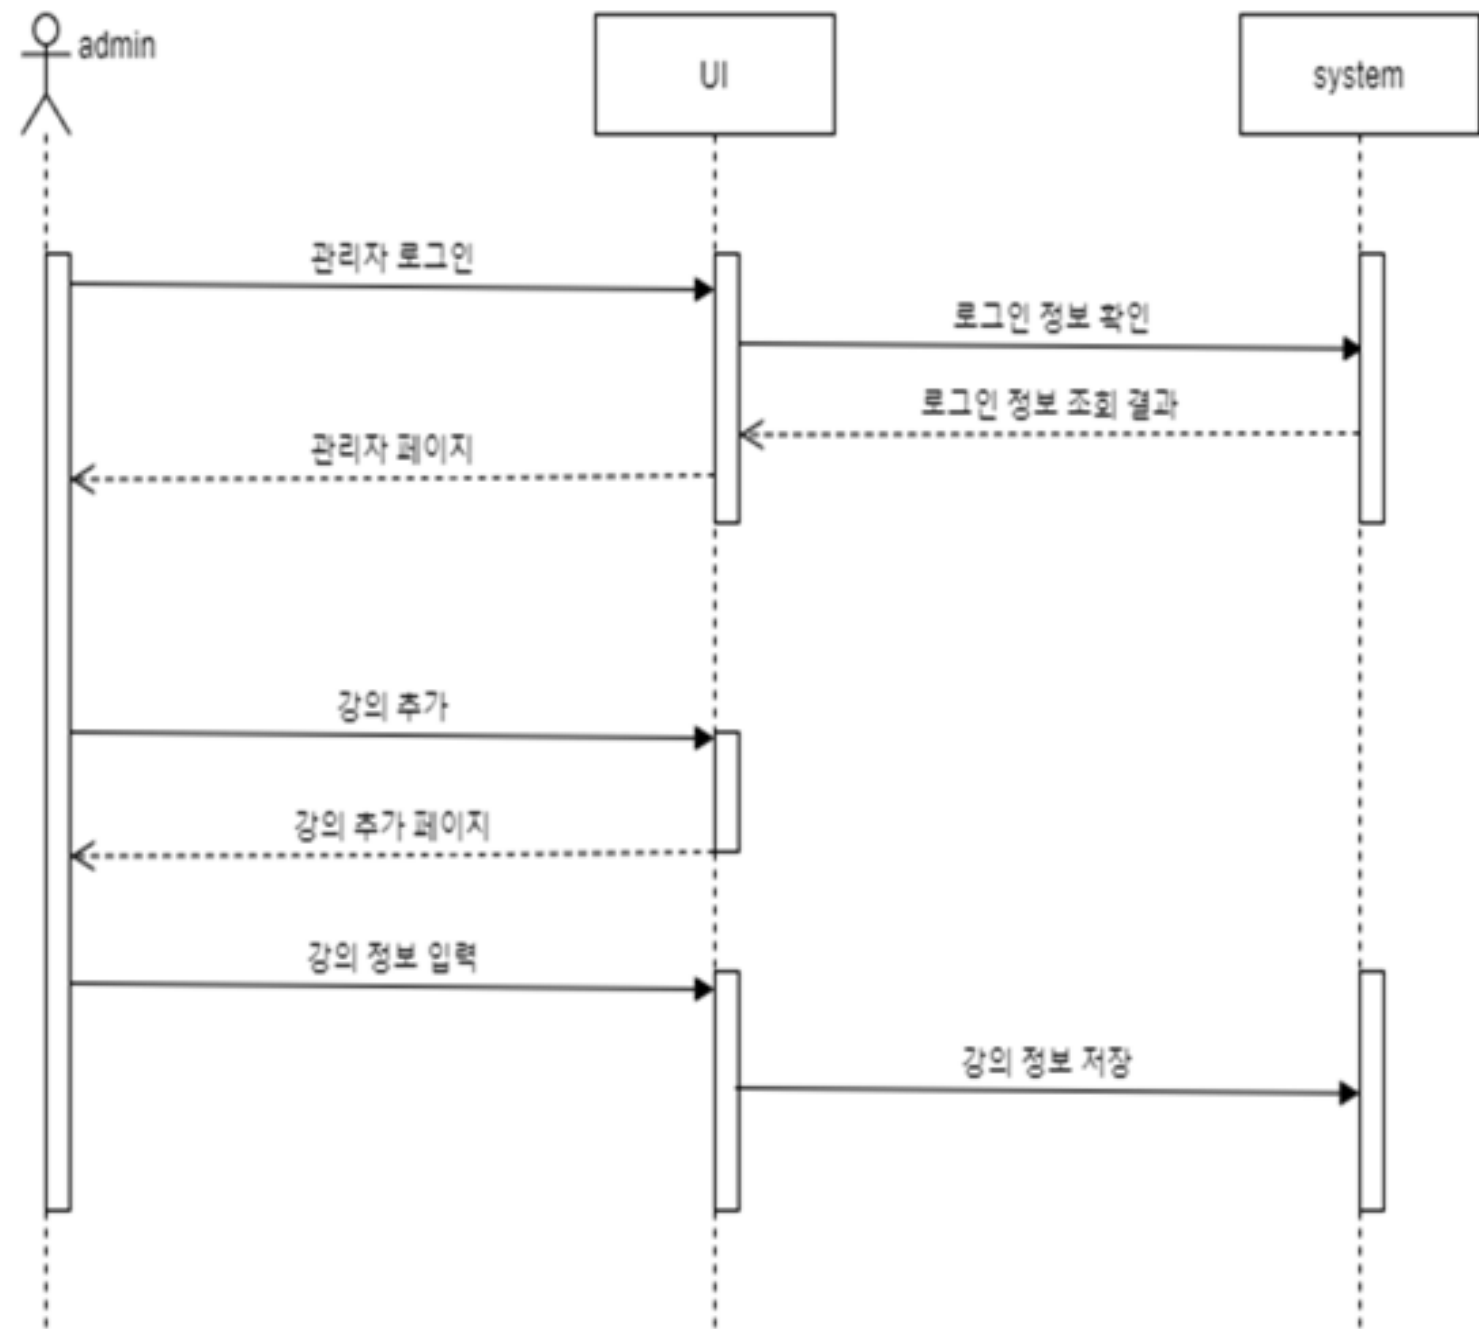 admin
UI
system
관리자 로그인
로그인 정보 확인
로그인 정보 조회 결과
관리자 페이지
강의 추가
강의 추가 페이지
강의 정보 입력
강의 정보 저장